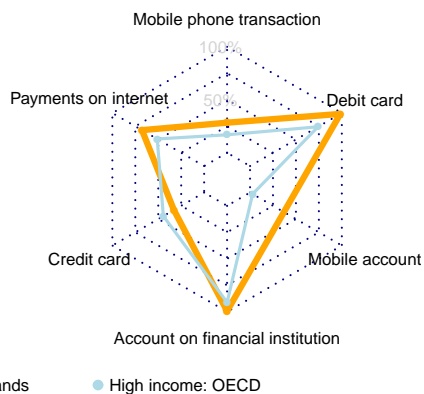 Mobile phone transaction
100%
Payments on internet
50%
Debit card
Credit card
Mobile account
Account on financial institution
ands
High income: OECD